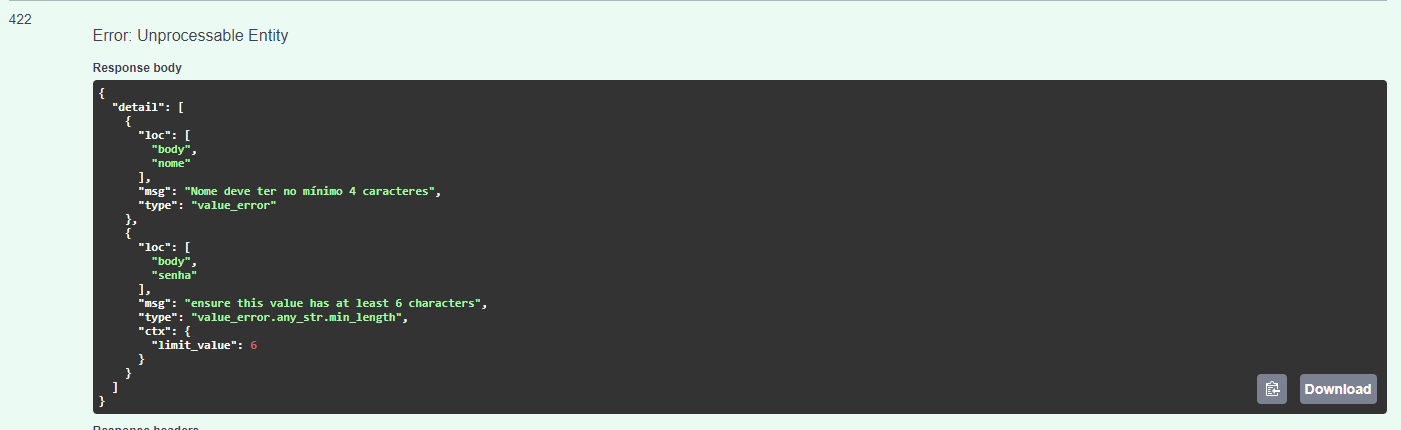 422
Error: Unprocessable Entity
Response body
{
  "detail": [
    {
      "loc": [
        "body",
        "nome"
      ],
      "msg": "Nome deve ter no mínimo 4 caracteres",
      "type": "value_error"
    },
    {
      "loc": [
        "body",
        "senha"
      ],
      "msg": "ensure this value has at least 6 characters",
      "type": "value_error.any_str.min_length",
      "ctx": {
        "limit_value": 6
      }
    }
  ]
}
Download
Response headers